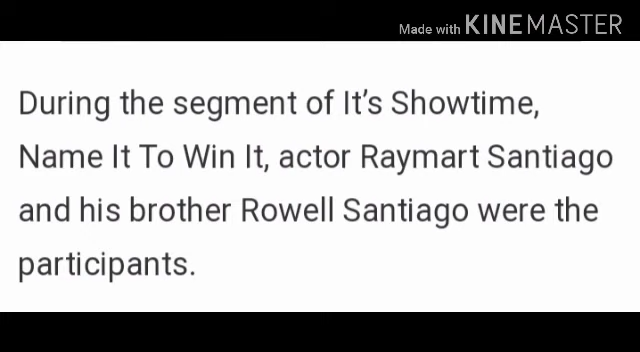 Made with KINEMASTER
During the segment of It’s Showtime,
Name It To Win It, actor Raymart Santiago
and his brother Rowell Santiago were the
participants.